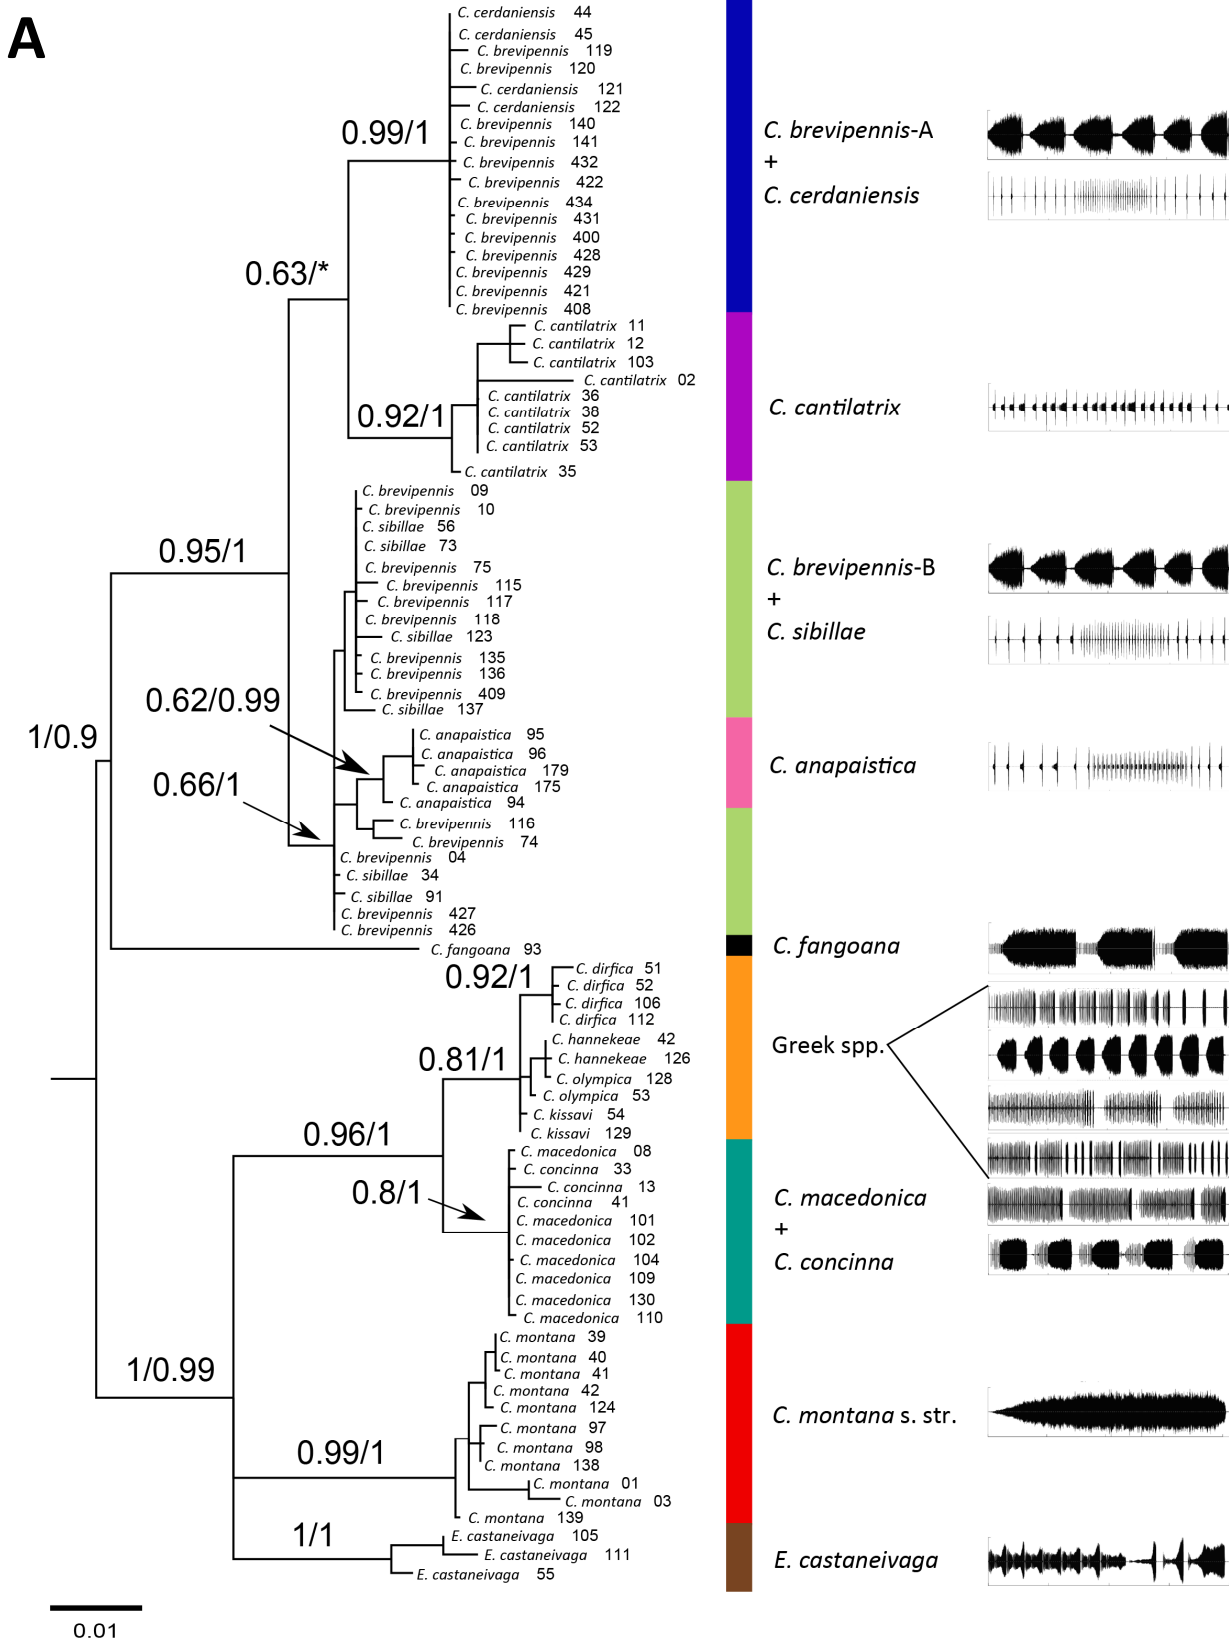 A
C. cerdaniensis 44
C. cerdaniensis 45
C. brevipennis 119
C. brevipennis 120
C. cerdaniensis 121
C. cerdaniensis 122
C. brevipennis 140
C. brevipennis 141
C. brevipennis 432
C. brevipennis 422
C. brevipennis 434
C. brevipennis 431
C. brevipennis 400
C. brevipennis 428
C. brevipennis 429
C. brevipennis 421
C. brevipennis 408
C. cantilatrix 11
C. cantilatrix 12
C. cantilatrix 103
C. cantilatrix 02
C. cantilatrix 36
C. cantilatrix 38
C. cantilatrix 52
C. cantilatrix 53
C. cantilatrix 35
C. brevipennis 09
C. brevipennis 10
C. sibillae 56
C. sibillae 73
C. brevipennis 75
C. brevipennis 115
C. brevipennis 117
C. brevipennis 118
C. sibillae 123
C. brevipennis 135
C. brevipennis 136
C. brevipennis 409
C. sibillae 137
C. anapaistica 95
C. anapaistica 96
C. anapaistica 179
C. anapaistica 175
C. anapaistica 94
C. brevipennis 116
C. brevipennis 74
C. brevipennis 04
C. sibillae 34
C. sibillae 91
C. brevipennis 427
C. brevipennis 426
C. fangoana 93
C. dirfica 51
C. dirfica 52
C. dirfica 106
C. dirfica 112
C. hannekeae 42
C. hannekeae 126
C. olympica 128
C. olympica 53
C. kissavi 54
C. kissavi 129
C. macedonica 08
C. concinna 33
C. concinna 13
C. concinna 41
C. macedonica 101
C. macedonica 102
C. macedonica 104
C. macedonica 109
C. macedonica 130
C. macedonica 110
C. montana 39
C. montana 40
C. montana 41
C. montana 42
C. montana 124
C. montana 97
C. montana 98
C. montana 138
C. montana 01
C. montana 03
C. montana 139
E. castaneivaga 105
E. castaneivaga 111
E. castaneivaga 55
0.99/1
0.63/*
0.92/1
0.95/1
0.62/0.99
1/0.9
0.66/1
0.92/1
0.81/1
0.96/1
0.8/1
1/0.99
0.99/1
1/1
0.01
C. brevipennis-A
+
C. cerdaniensis
C. cantilatrix
C. brevipennis-B
+
C. sibillae
C. anapaistica
C. fangoana
Greek spp.
C. macedonica
+
C. concinna
C. montana s. str.
E. castaneivaga